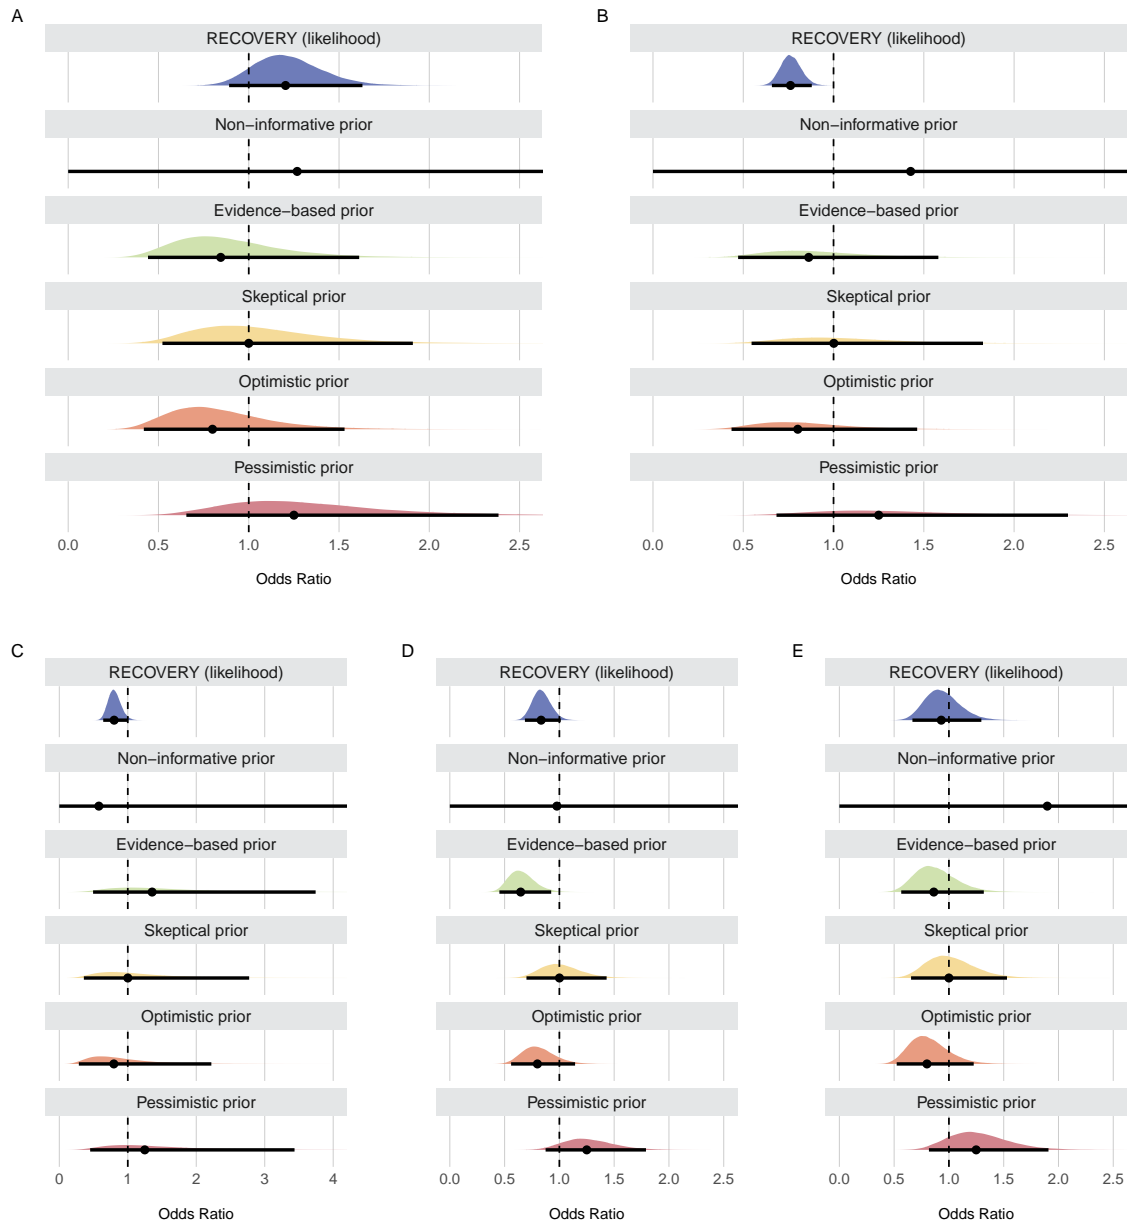 A
RECOVERY (likelihood)
Non−informative prior
Evidence−based prior
Skeptical prior
Optimistic prior
Pessimistic prior
0.0 0.5 1.0 1.5 2.0 2.5
Odds Ratio
B
RECOVERY (likelihood)
Non−informative prior
Evidence−based prior
Skeptical prior
Optimistic prior
Pessimistic prior
0.0 0.5 1.0 1.5 2.0 2.5
Odds Ratio
C
RECOVERY (likelihood)
Non−informative prior
Evidence−based prior
Skeptical prior
Optimistic prior
Pessimistic prior
0 1 2 3 4
Odds Ratio
D
RECOVERY (likelihood)
Non−informative prior
Evidence−based prior
Skeptical prior
Optimistic prior
Pessimistic prior
0.0 0.5 1.0 1.5 2.0 2.5
Odds Ratio
E
RECOVERY (likelihood)
Non−informative prior
Evidence−based prior
Skeptical prior
Optimistic prior
Pessimistic prior
0.0 0.5 1.0 1.5 2.0 2.5
Odds Ratio